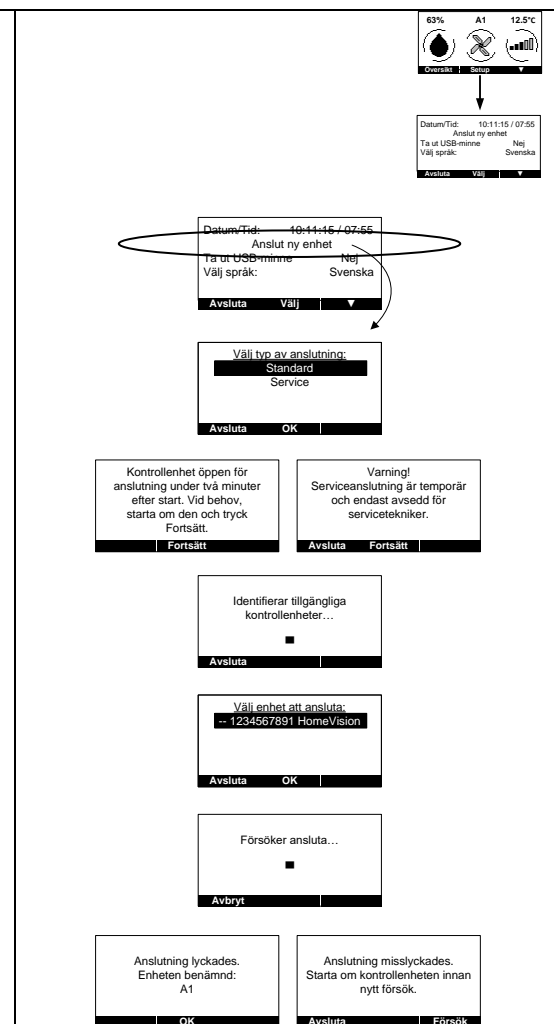 63% A1 12.5°C
Översikt Setup ▼
Datum/Tid: 10:11:15 / 07:55
Anslut ny enhet
Ta ut USB-minne Nej
Välj språk: Svenska
Avsluta Välj ▼
Datum/Tid: 10:11:15 / 07:55
Anslut ny enhet
Ta ut USB-minne Nej
Välj språk: Svenska
Avsluta Välj ▼
Välj typ av anslutning:
Standard
Service
Avsluta OK
Kontrollenhet öppen för
anslutning under två minuter
efter start. Vid behov,
starta om den och tryck
Fortsätt.
Fortsätt
Varning!
Serviceanslutning är temporär
och endast avsedd för
servicetekniker.
Avsluta Fortsätt
Identifierar tillgängliga
kontrollenheter…
Avsluta
Välj enhet att ansluta:
-- 1234567891 HomeVision
Avsluta OK
Försöker ansluta…
Avbryt
Anslutning lyckades.
Enheten benämnd:
A1
OK
Anslutning misslyckades.
Starta om kontrollenheten innan
nytt försök.
Avsluta Försök